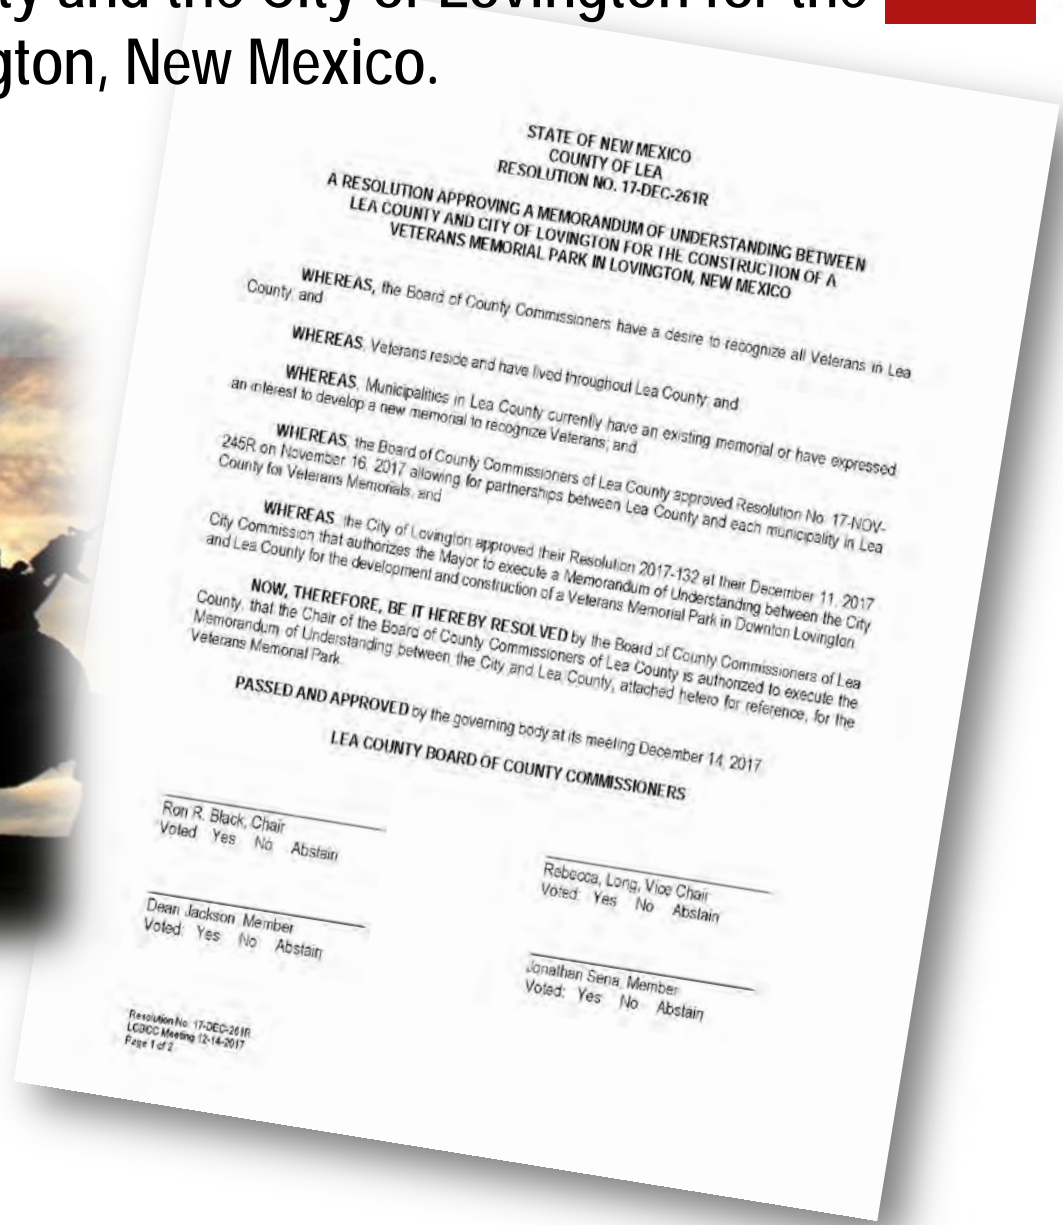 ty and the City of Lovington for the
gton, New Mexico.
STATE OF NEW MEXICO
COUNTY OF LEA
RESOLUTION NO. 17-DEC-261R
A RESOLUTION APPROVING A MEMORANDUM OF UNDERSTANDING BETWEEN
LEA COUNTY AND CITY OF LOVINGTON FOR THE CONSTRUCTION OF A
VETERANS MEMORIAL PARK IN LOVINGTON, NEW MEXICO
WHEREAS, the Board of County Commissioners have a desire to recognize all Veterans in Lea
County and
WHEREAS, Veterans reside and have lived throughout Lea County; and
WHEREAS, Municipalities in Lea County currently have an existing memorial or have expressed
an interest to develop a new memorial to recognize Veterans; and
WHEREAS, the Board of County Commissioners of Lea County approved Resolution No. 17-NOV-
245R on November 16, 2017 allowing for partnerships between Lea County and each municipality in Lea
County for Veterans Memorials, and
WHEREAS, the City of Lovington approved their Resolution 2017-132 at their December 11, 2017
City Commission that authorizes the Mayor to execute a Memorandum of Understanding between the City
and Lea County for the development and construction of a Veterans Memorial Park in Downton Lovington.
NOW, THEREFORE, BE IT HEREBY RESOLVED by the Board of County Commissioners of Lea
County, that the Chair of the Board of County Commissioners of Lea County is authorized to execute the
Memorandum of Understanding between the City and Lea County, attached hetero for reference, for the
Veterans Memorial Park.
PASSED AND APPROVED by the governing body at its meeting December 14, 2017
LEA COUNTY BOARD OF COUNTY COMMISSIONERS
Ron R. Black, Chair
Voted Yes No Abstain
Rebecca, Long, Vice Chair
Voted: Yes No Abstain
Dean Jackson, Member
Voted: Yes No Abstain
Jonathan Sena, Member
Voted: Yes No Abstain
Resolution No. 17-DEC-261R
LCBCC Meeting 12-14-2017
Page 1 of 2